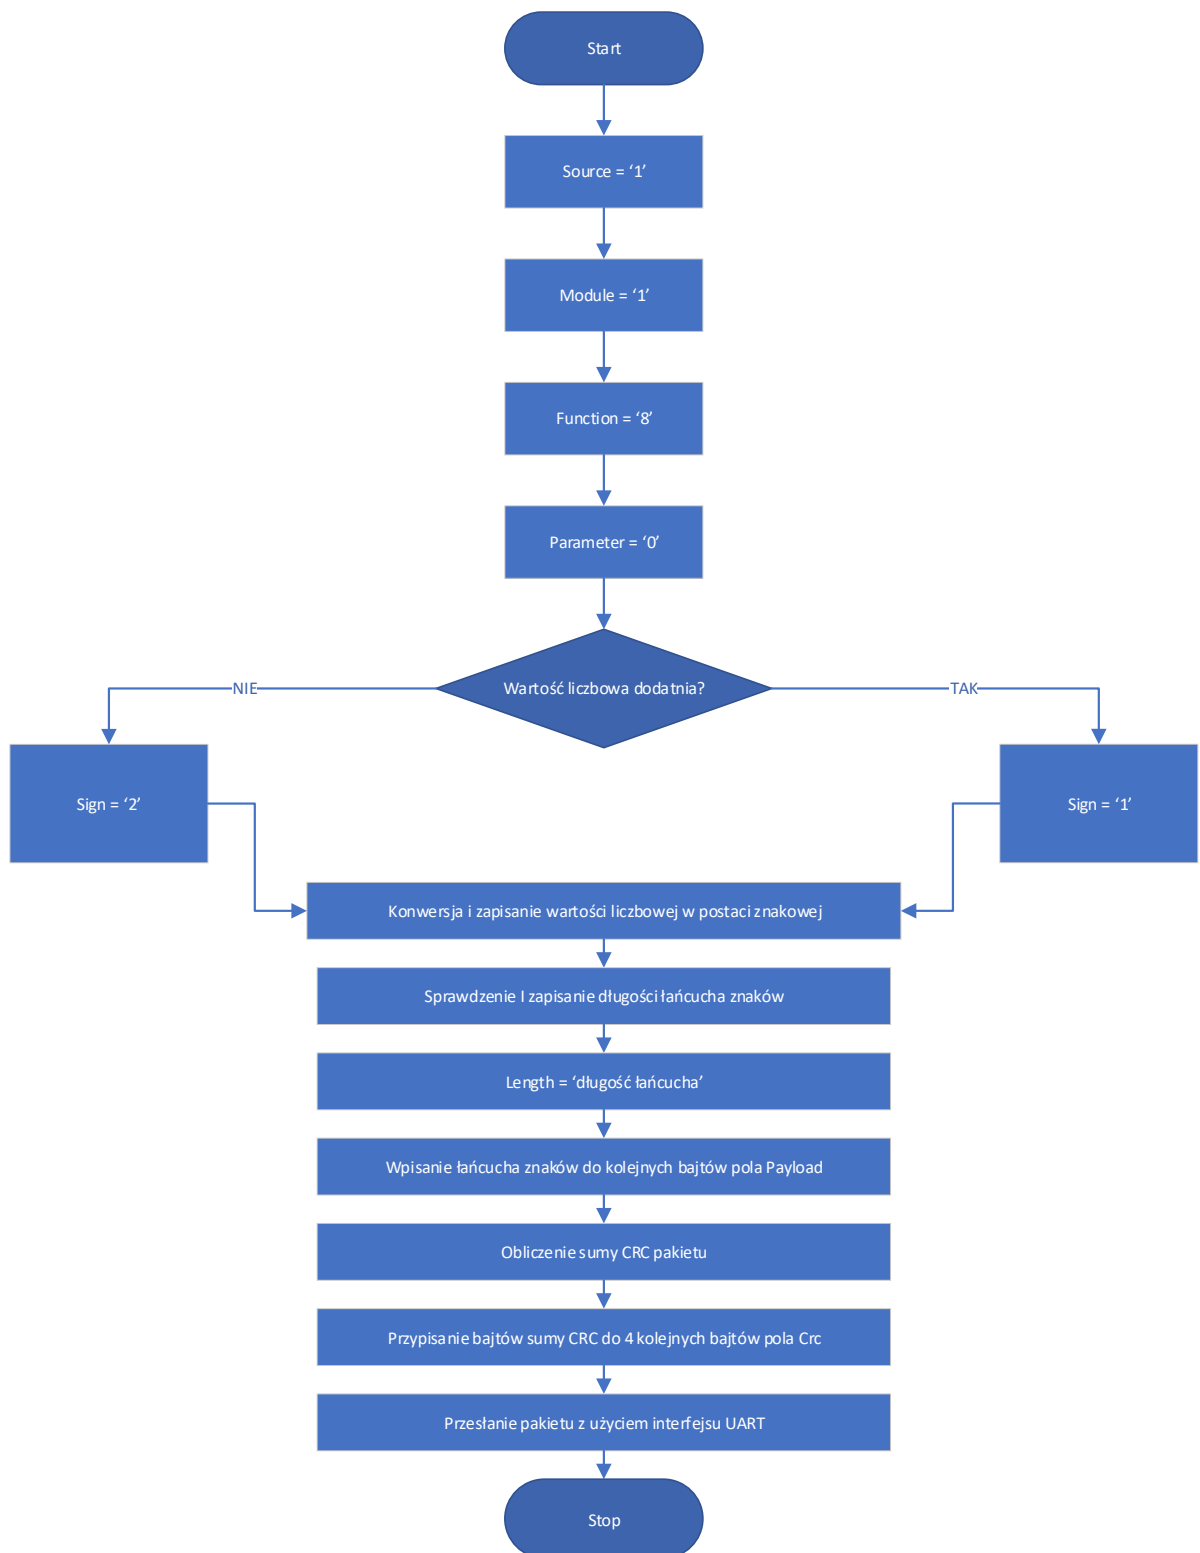 Start
Source = ‘1’
Module = ‘1’
Function = ‘8’
Parameter = ‘0’
Wartość liczbowa dodatnia?
NIE
TAK
Sign = ‘2’
Sign = ‘1’
Konwersja i zapisanie wartości liczbowej w postaci znakowej
Sprawdzenie I zapisanie długości łańcucha znaków
Length = ‘długość łańcucha’
Wpisanie łańcucha znaków do kolejnych bajtów pola Payload
Obliczenie sumy CRC pakietu
Przypisanie bajtów sumy CRC do 4 kolejnych bajtów pola Crc
Przesłanie pakietu z użyciem interfejsu UART
Stop